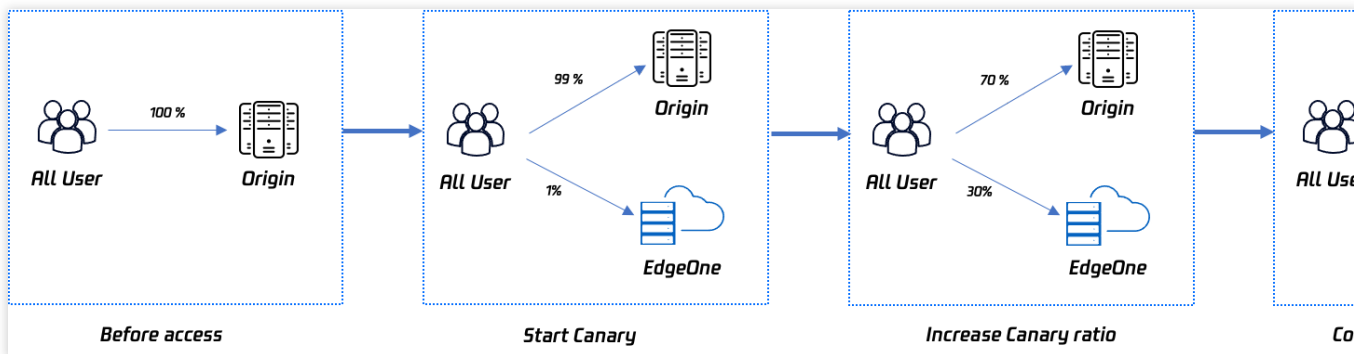 100 %
All User
Origin
Before access
99 %
Origin
All User
1%
EdgeOne
Start Canary
70 %
Origin
All User
30%
EdgeOne
Increase Canary ratio
All Use
Co